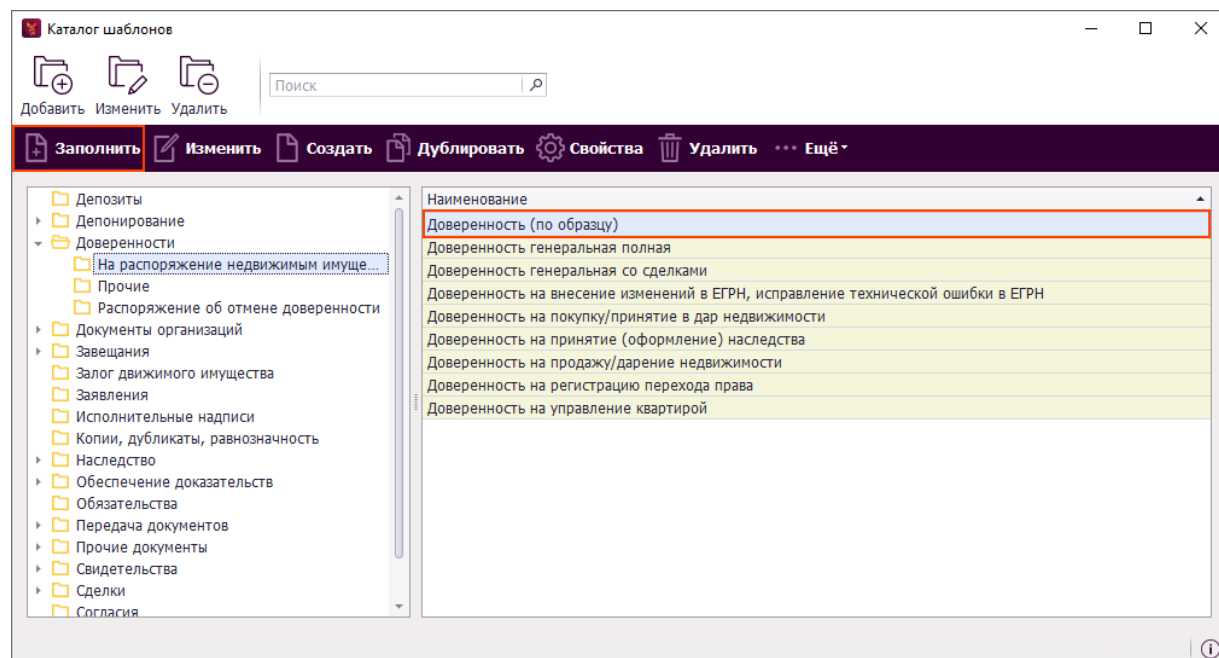 Каталог шаблонов
Добавить Изменить Удалить
Поиск
Заполнить Изменить Создать Дублировать Свойства Удалить ··· Ещё
Депозиты
Депонирование
Доверенности
На распоряжение недвижимым имуще...
Прочие
Распоряжение об отмене доверенности
Документы организаций
Завещания
Залог движимого имущества
Заявления
Исполнительные надписи
Копии, дубликаты, равнозначность
Наследство
Обеспечение доказательств
Обязательства
Передача документов
Прочие документы
Свидетельства
Сделки
Согласия
Наименование
Доверенность (по образцу)
Доверенность генеральная полная
Доверенность генеральная со сделками
Доверенность на внесение изменений в ЕГРН, исправление технической ошибки в ЕГРН
Доверенность на покупку/принятие в дар недвижимости
Доверенность на принятие (оформление) наследства
Доверенность на продажу/дарение недвижимости
Доверенность на регистрацию перехода права
Доверенность на управление квартирой